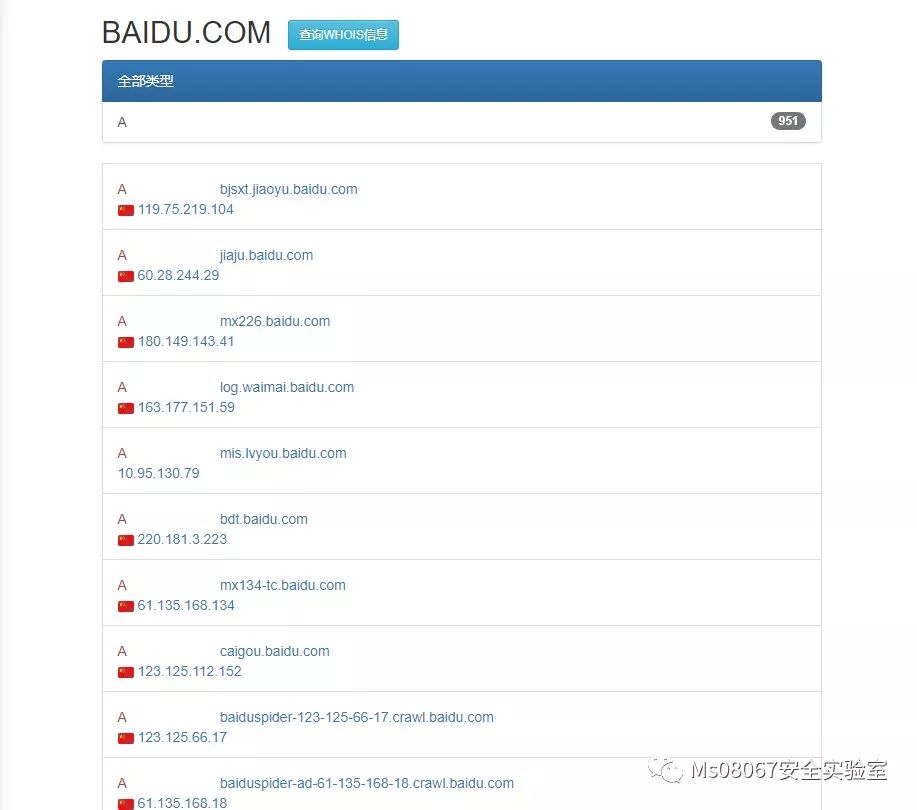 BAIDU.COM 查询WHOIS信息
全部类型
A 951
A bjsxt.jiaoyu.baidu.com
119.75.219.104
A jiaju.baidu.com
60.28.244.29
A mx226.baidu.com
180.149.143.41
A log.waimai.baidu.com
163.177.151.59
A mis.lvyou.baidu.com
10.95.130.79
A bdt.baidu.com
220.181.3.223
A mx134-tc.baidu.com
61.135.168.134
A caigou.baidu.com
123.125.112.152
A baiduspider-123-125-66-17.crawl.baidu.com
123.125.66.17
A baiduspider-ad-61-135-168-18.crawl.baidu.com
61.135.168.18
Ms08067安全实验室